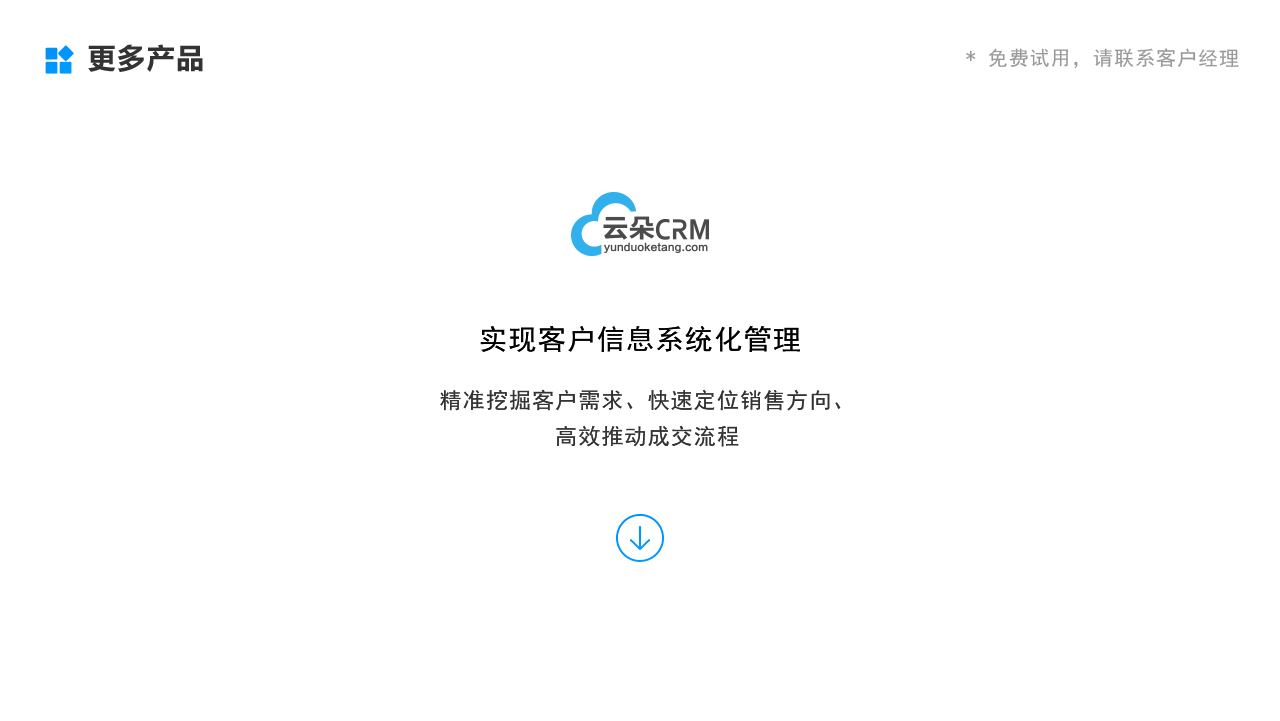 更多产品
* 免费试用，请联系客户经理
云朵CRM
yunduoketang.com
实现客户信息系统化管理
精准挖掘客户需求、快速定位销售方向、
高效推动成交流程